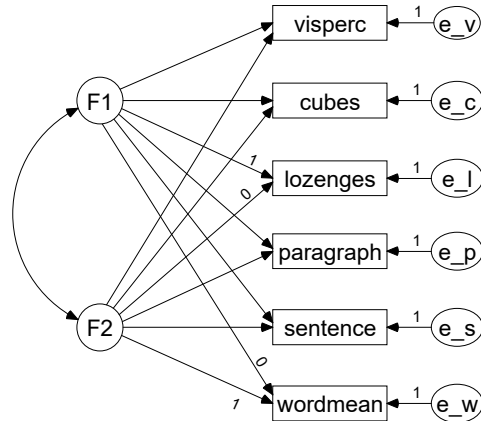 visperc 1 e_v
F1
cubes 1 e_c
1
lozenges 1 e_l
0
paragraph 1 e_p
F2
sentence 1 e_s
0
1
wordmean 1 e_w